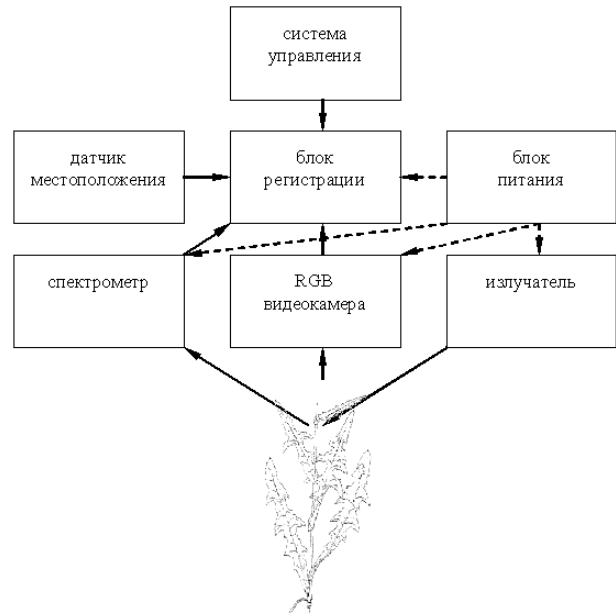 система
управления
датчик
местоположения
блок
регистрации
блок
питания
спектрометр
RGB
видеокамера
излучатель